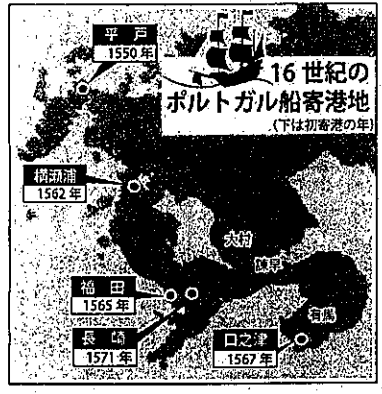 平戸
1550年
16世紀の
ポルトガル船寄港地
(下は初寄港の年)
横瀬浦
1562年
大村
諫早
福田
1565年
長崎
1571年
有馬
口之津
1567年